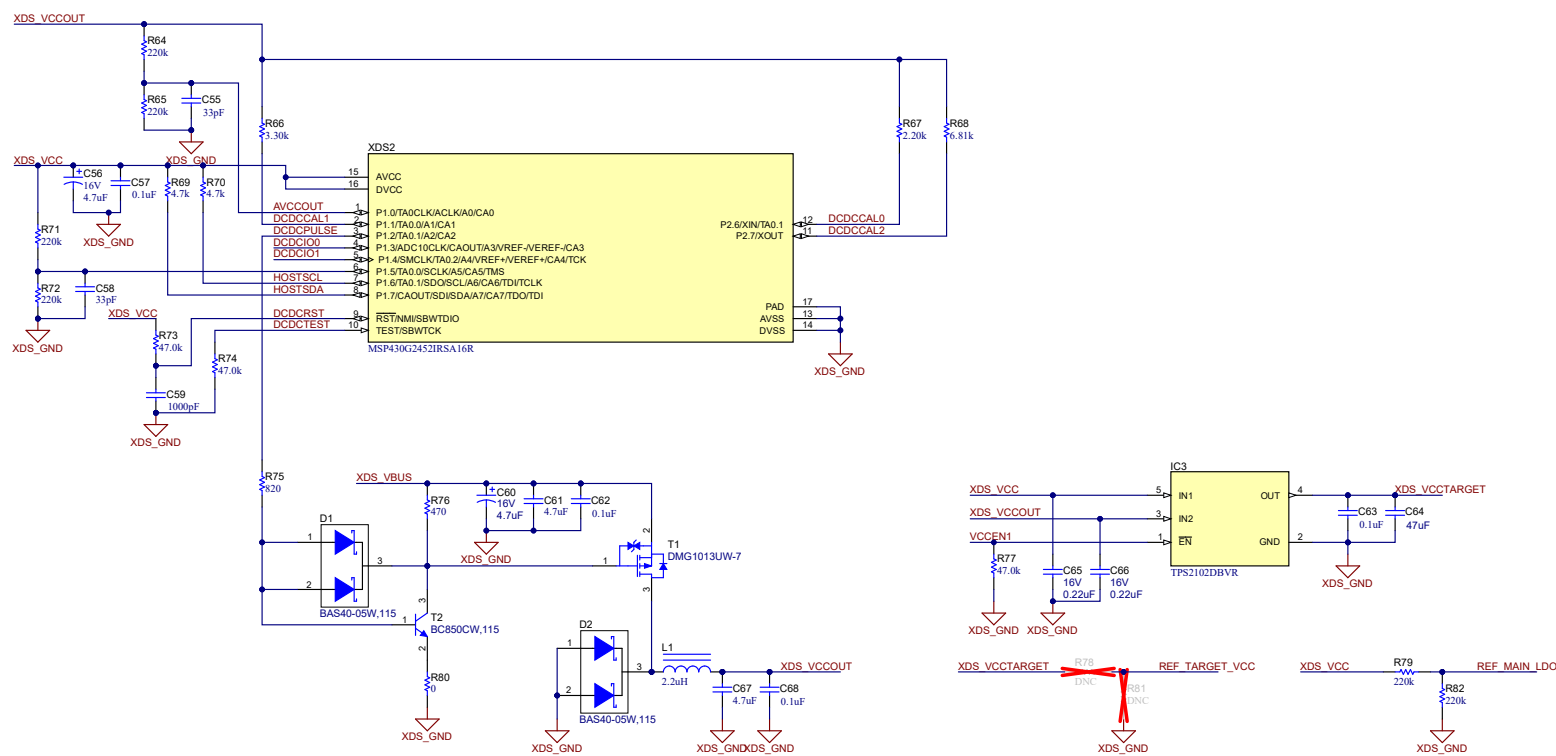 XDS_VCCOUT
R64
220k
R65
220k
C55
33pF
R66
3.30k
R67
2.20k
R68
6.81k
XDS_GND
XDS_VCC
C56
16V
4.7uF
C57
0.1uF
R69
4.7k
R70
4.7k
XDS_GND
R71
220k
R72
220k
C58
33pF
XDS_GND
XDS2
15 AVCC
16 DVCC
AVCCOUT 1 P1.0/TA0CLK/ACLK/A0/CA0
DCDCCAL1 2 P1.1/TA0.0/A1/CA1
DCDCPULSE 3 P1.2/TA0.1/A2/CA2
DCDCIO0 4 P1.3/ADC10CLK/CAOUT/A3/VREF-/VEREF-/CA3
DCDCIO1 5 P1.4/SMCLK/TA0.2/A4/VREF+/VEREF+/CA4/TCK
6 P1.5/TA0.0/SCLK/A5/CA5/TMS
HOSTSCL 7 P1.6/TA0.1/SDO/SCL/A6/CA6/TDI/TCLK
HOSTSDA 8 P1.7/CAOUT/SDI/SDA/A7/CA7/TDO/TDI
DCDCRST 9 RST/NMI/SBWTDIO
DCDCTEST 10 TEST/SBWTCK
P2.6/XIN/TA0.1 12 DCDCCAL0
P2.7/XOUT 11 DCDCCAL2
PAD 17
AVSS 13
DVSS 14
MSP430G2452IRSA16R
XDS_GND
XDS_VCC
R73
47.0k
R74
47.0k
C59
1000pF
XDS_GND
R75
820
XDS_VBUS
R76
470
C60
16V
4.7uF
C61
4.7uF
C62
0.1uF
XDS_GND
D1
1
2
3
BAS40-05W,115
T1
DMG1013UW-7
1
2
3
T2
BC850CW,115
1
2
3
R80
0
XDS_GND
D2
1
2
3
BAS40-05W,115
XDS_GND
L1
2.2uH
XDS_VCCOUT
C67
4.7uF
C68
0.1uF
XDS_GND
XDS_GND
IC3
XDS_VCC 5 IN1
XDS_VCCOUT 3 IN2
VCCEN1 1 EN
OUT 4 XDS_VCCTARGET
GND 2
TPS2102DBVR
R77
47.0k
C65
16V
0.22uF
C66
16V
0.22uF
C63
0.1uF
C64
47uF
XDS_GND
XDS_GND
XDS_GND
XDS_VCCTARGET
R78
DNC
REF_TARGET_VCC
R81
DNC
XDS_GND
XDS_VCC
R79
220k
REF_MAIN_LDO
R82
220k
XDS_GND